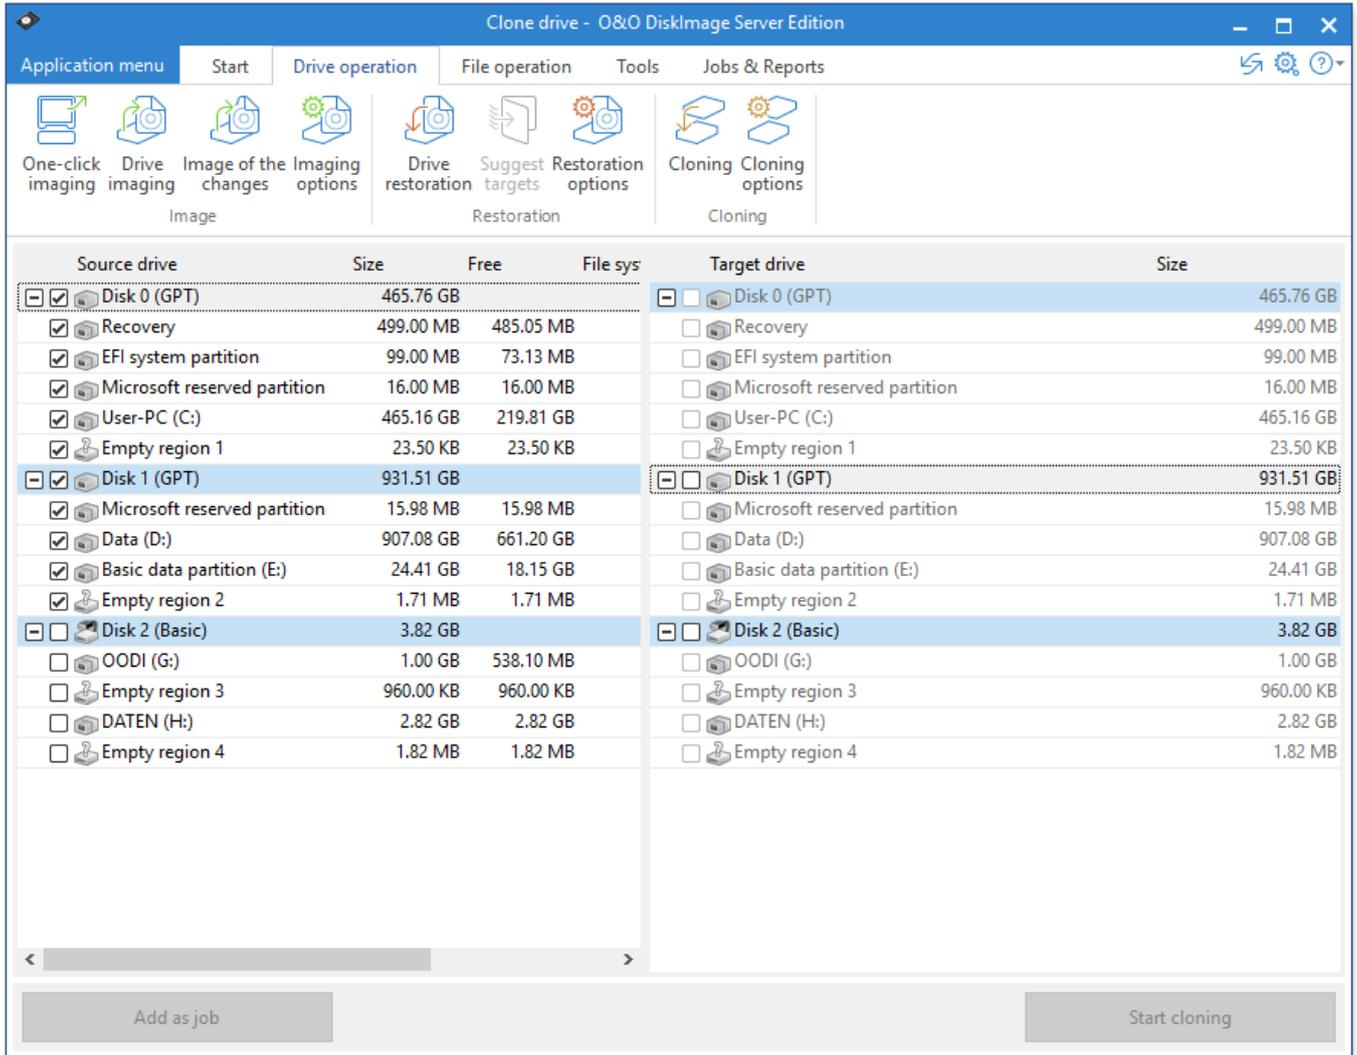 Clone drive - O&O DiskImage Server Edition
Application menu Start Drive operation File operation Tools Jobs & Reports
One-click imaging
Drive imaging
Image of the changes
Imaging options
Image
Drive restoration
Suggest targets
Restoration options
Restoration
Cloning
Cloning options
Cloning
Source drive Size Free File sys
Disk 0 (GPT) 465.76 GB
Recovery 499.00 MB 485.05 MB
EFI system partition 99.00 MB 73.13 MB
Microsoft reserved partition 16.00 MB 16.00 MB
User-PC (C:) 465.16 GB 219.81 GB
Empty region 1 23.50 KB 23.50 KB
Disk 1 (GPT) 931.51 GB
Microsoft reserved partition 15.98 MB 15.98 MB
Data (D:) 907.08 GB 661.20 GB
Basic data partition (E:) 24.41 GB 18.15 GB
Empty region 2 1.71 MB 1.71 MB
Disk 2 (Basic) 3.82 GB
OODI (G:) 1.00 GB 538.10 MB
Empty region 3 960.00 KB 960.00 KB
DATEN (H:) 2.82 GB 2.82 GB
Empty region 4 1.82 MB 1.82 MB
Target drive Size
Disk 0 (GPT) 465.76 GB
Recovery 499.00 MB
EFI system partition 99.00 MB
Microsoft reserved partition 16.00 MB
User-PC (C:) 465.16 GB
Empty region 1 23.50 KB
Disk 1 (GPT) 931.51 GB
Microsoft reserved partition 15.98 MB
Data (D:) 907.08 GB
Basic data partition (E:) 24.41 GB
Empty region 2 1.71 MB
Disk 2 (Basic) 3.82 GB
OODI (G:) 1.00 GB
Empty region 3 960.00 KB
DATEN (H:) 2.82 GB
Empty region 4 1.82 MB
Add as job
Start cloning